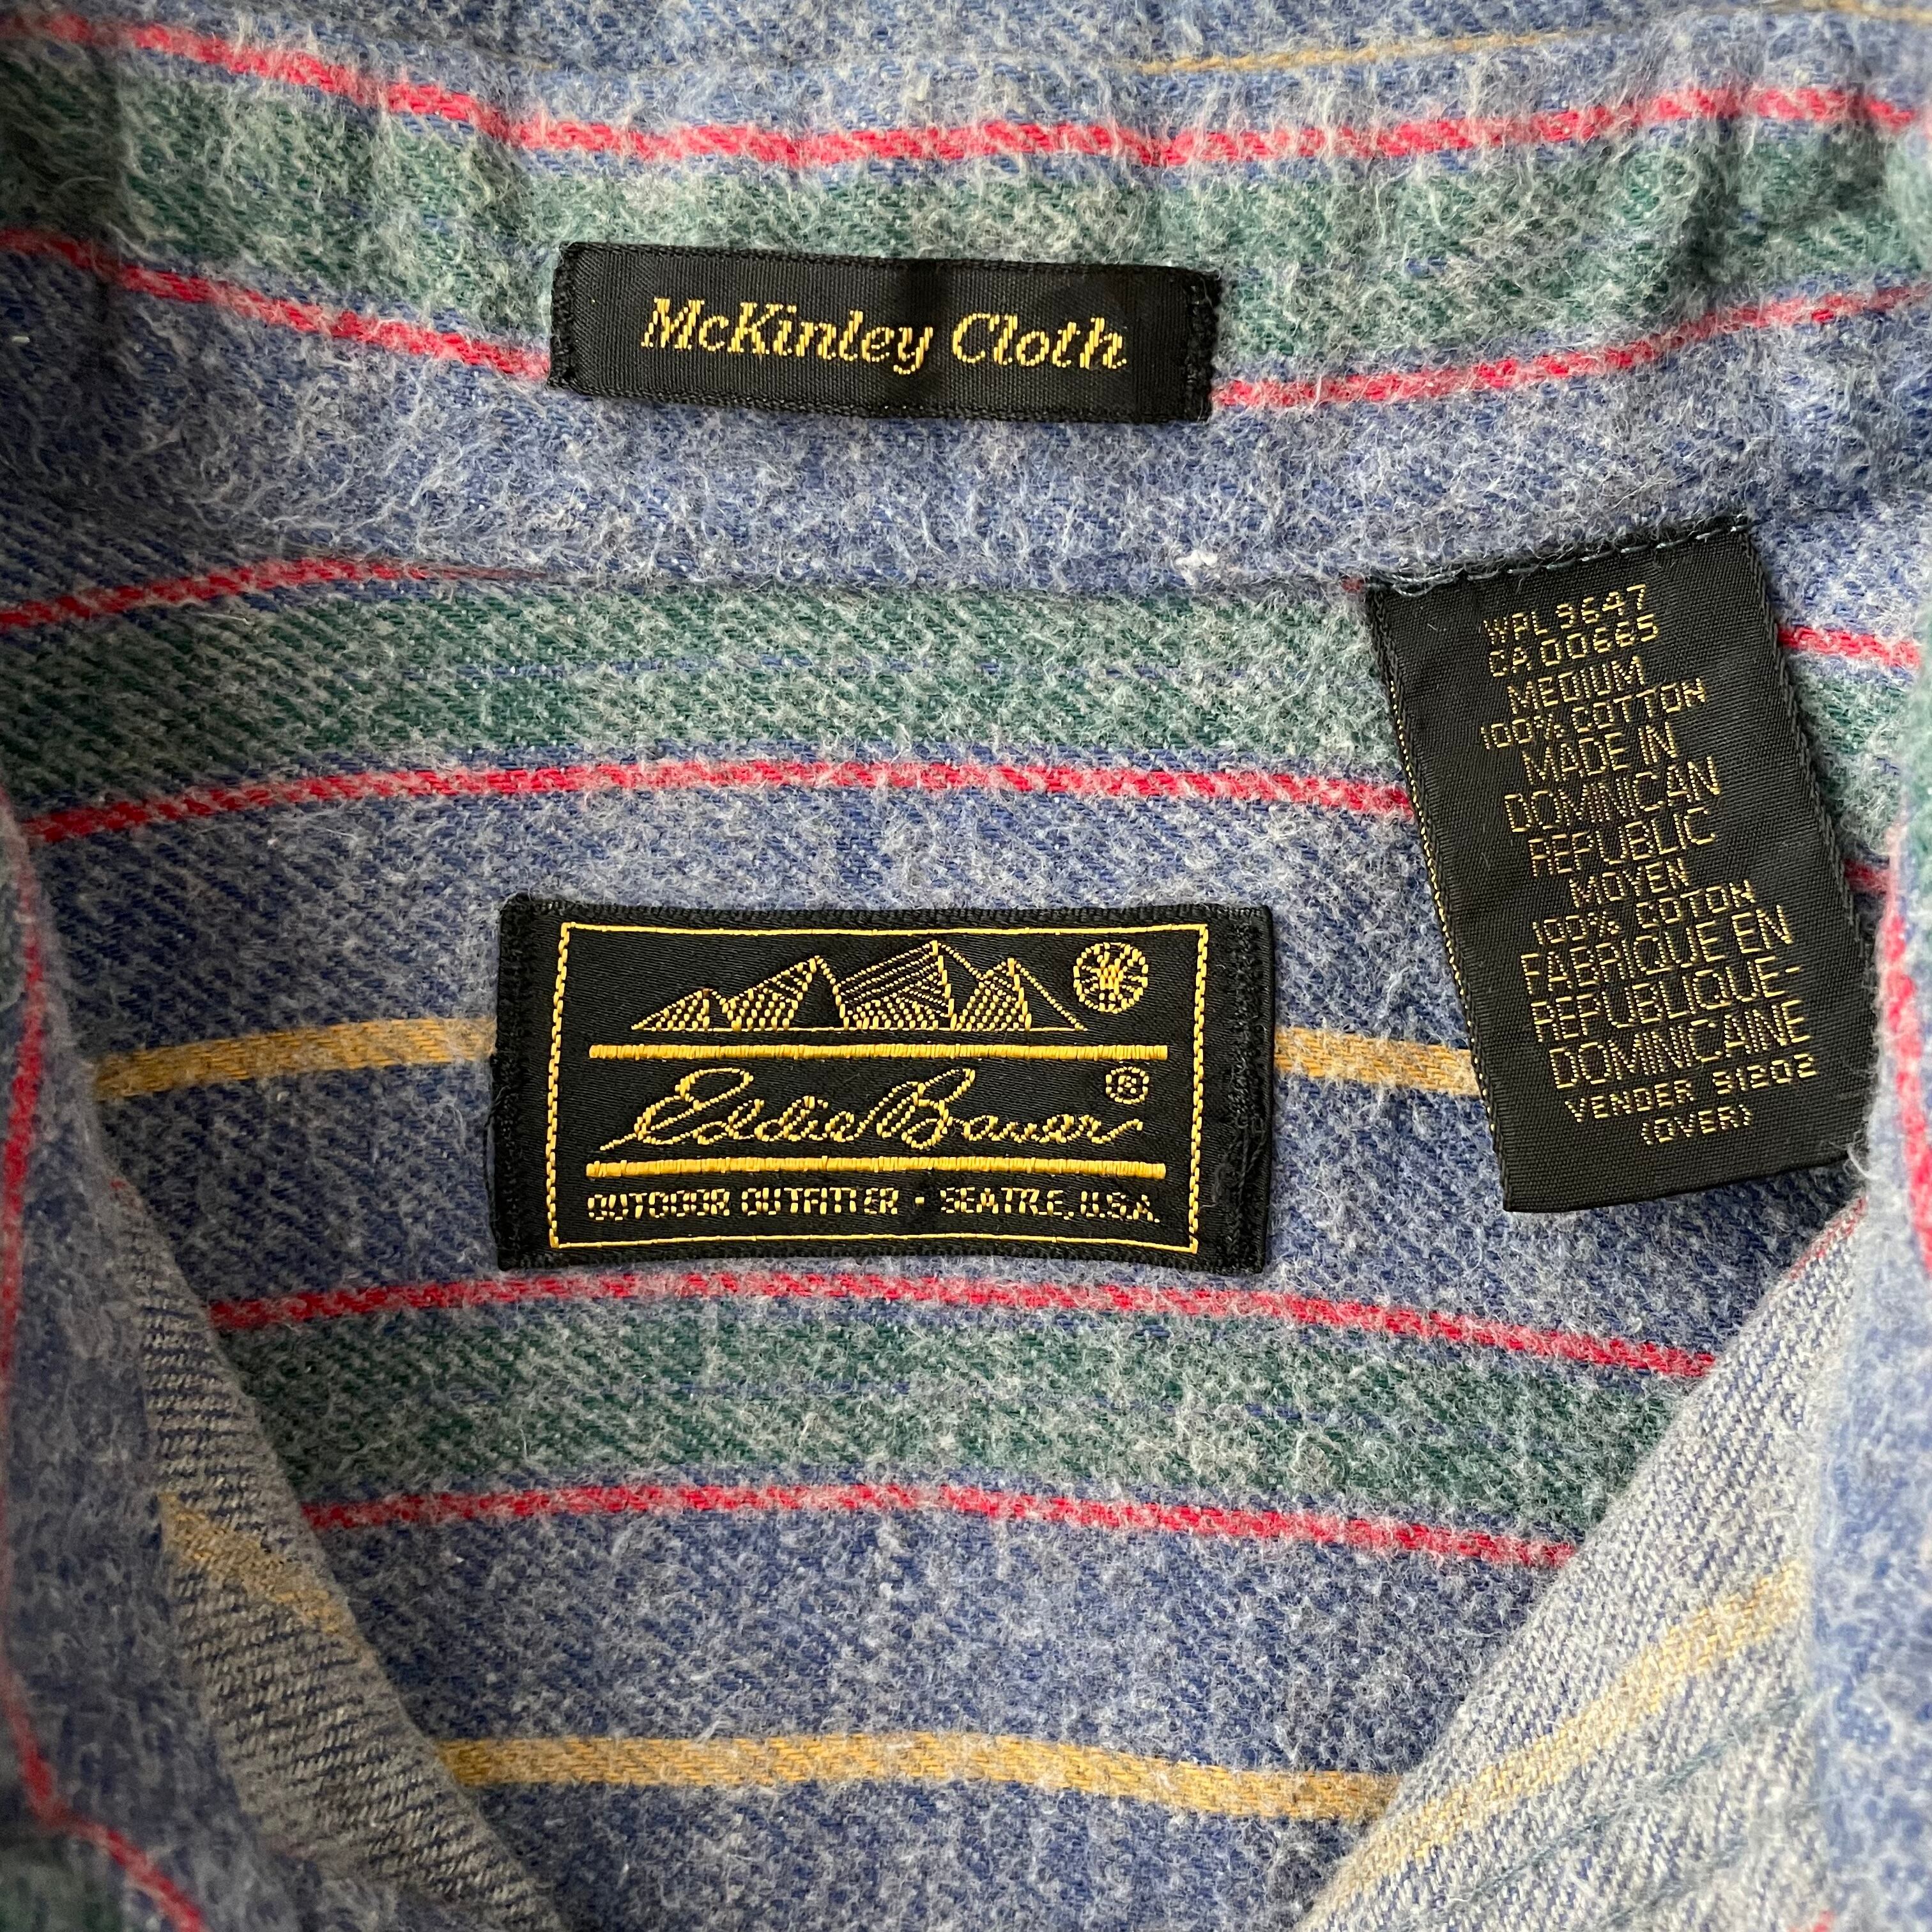 McKinley Cloth
WPL 9647
CA 00665
MEDIUM
100% COTTON
MADE IN
DOMINICAN
REPUBLIC
MOYEN
100% COTON
FABRIQUE EN
REPUBLIQUE-
DOMINICAINE
VENDER 91202
(OVER)
Eddie Bauer®
OUTDOOR OUTFITTER • SEATTLE, U.S.A.